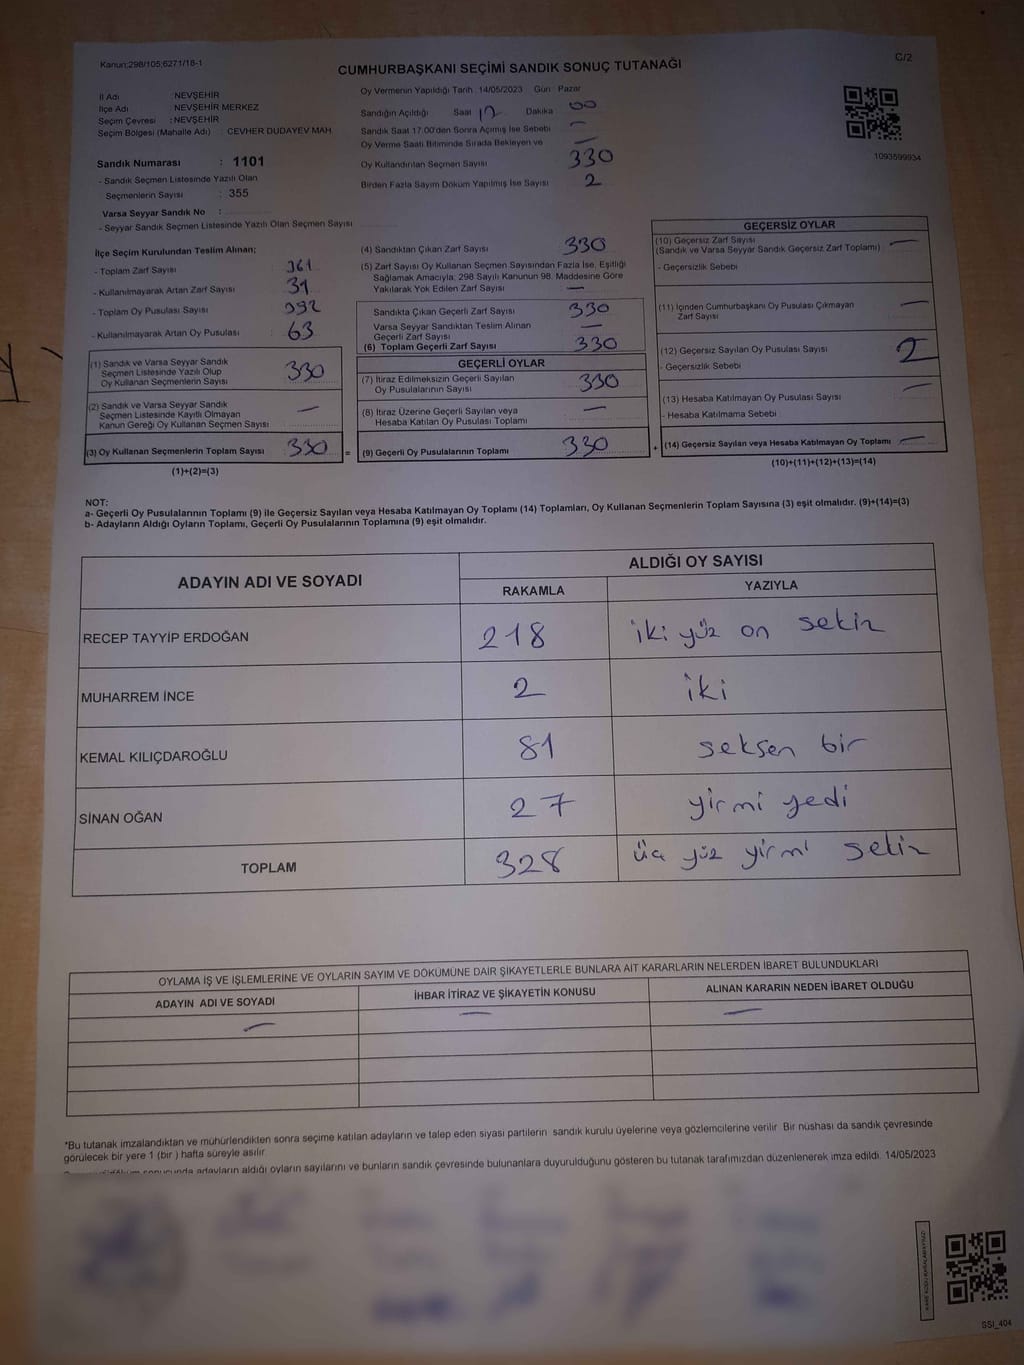 Kanun:298/105;6271/18-1
C/2
CUMHURBAŞKANI SEÇİMİ SANDIK SONUÇ TUTANAĞI
İl Adı : NEVŞEHİR
İlçe Adı : NEVŞEHİR MERKEZ
Seçim Çevresi : NEVŞEHİR
Seçim Bölgesi (Mahalle Adı) : CEVHER DUDAYEV MAH.
Sandık Numarası : 1101
- Sandık Seçmen Listesinde Yazılı Olan
Seçmenlerin Sayısı : 355
Varsa Seyyar Sandık No :
- Seyyar Sandık Seçmen Listesinde Yazılı Olan Seçmen Sayısı
Oy Vermenin Yapıldığı Tarih : 14/05/2023 Gün : Pazar
Sandığın Açıldığı Saat 17 Dakika 00
Sandık Saat 17.00'den Sonra Açımış İse Sebebi —
Oy Verme Saati Bitiminde Sırada Bekleyen ve —
Oy Kullandırılan Seçmen Sayısı 330
Birden Fazla Sayım Döküm Yapılmış İse Sayısı 2
1093599934
İlçe Seçim Kurulundan Teslim Alınan;
- Toplam Zarf Sayısı 361
- Kullanılmayarak Artan Zarf Sayısı 31
- Toplam Oy Pusulası Sayısı 392
- Kullanılmayarak Artan Oy Pusulası 63
(1) Sandık ve Varsa Seyyar Sandık
Seçmen Listesinde Yazılı Olup
Oy Kullanan Seçmenlerin Sayısı 330
(2) Sandık ve Varsa Seyyar Sandık
Seçmen Listesinde Kayıtlı Olmayan
Kanun Gereği Oy Kullanan Seçmen Sayısı —
(3) Oy Kullanan Seçmenlerin Toplam Sayısı 330 =
(1)+(2)=(3)
(4) Sandıktan Çıkan Zarf Sayısı 330
(5) Zarf Sayısı Oy Kullanan Seçmen Sayısından Fazla İse, Eşitliği
Sağlamak Amacıyla; 298 Sayılı Kanunun 98. Maddesine Göre
Yakılarak Yok Edilen Zarf Sayısı —
Sandıkta Çıkan Geçerli Zarf Sayısı 330
Varsa Seyyar Sandıktan Teslim Alınan
Geçerli Zarf Sayısı —
(6) Toplam Geçerli Zarf Sayısı 330
GEÇERLİ OYLAR
(7) İtiraz Edilmeksizin Geçerli Sayılan
Oy Pusulalarının Sayısı 330
(8) İtiraz Üzerine Geçerli Sayılan veya
Hesaba Katılan Oy Pusulası Toplamı —
(9) Geçerli Oy Pusulalarının Toplamı 330 +
GEÇERSİZ OYLAR
(10) Geçersiz Zarf Sayısı —
(Sandık ve Varsa Seyyar Sandık Geçersiz Zarf Toplamı)
- Geçersizlik Sebebi
(11) İçinden Cumhurbaşkanı Oy Pusulası Çıkmayan —
Zarf Sayısı
(12) Geçersiz Sayılan Oy Pusulası Sayısı 2
- Geçersizlik Sebebi
(13) Hesaba Katılmayan Oy Pusulası Sayısı —
- Hesaba Katılmama Sebebi
(14) Geçersiz Sayılan veya Hesaba Katılmayan Oy Toplamı —
(10)+(11)+(12)+(13)=(14)
NOT:
a- Geçerli Oy Pusulalarının Toplamı (9) ile Geçersiz Sayılan veya Hesaba Katılmayan Oy Toplamı (14) Toplamları, Oy Kullanan Seçmenlerin Toplam Sayısına (3) eşit olmalıdır. (9)+(14)=(3)
b- Adayların Aldığı Oyların Toplamı, Geçerli Oy Pusulalarının Toplamına (9) eşit olmalıdır.
ADAYIN ADI VE SOYADI
ALDIĞI OY SAYISI
RAKAMLA YAZIYLA
RECEP TAYYİP ERDOĞAN 218 iki yüz on sekiz
MUHARREM İNCE 2 iki
KEMAL KILIÇDAROĞLU 81 seksen bir
SİNAN OĞAN 27 yirmi yedi
TOPLAM 328 üç yüz yirmi sekiz
OYLAMA İŞ VE İŞLEMLERİNE VE OYLARIN SAYIM VE DÖKÜMÜNE DAİR ŞİKAYETLERLE BUNLARA AİT KARARLARIN NELERDEN İBARET BULUNDUKLARI
ADAYIN ADI VE SOYADI İHBAR İTİRAZ VE ŞİKAYETİN KONUSU ALINAN KARARIN NEDEN İBARET OLDUĞU
— — —
*Bu tutanak imzalandıktan ve mühürlendikten sonra seçime katılan adayların ve talep eden siyasi partilerin sandık kurulu üyelerine veya gözlemcilerine verilir. Bir nüshası da sandık çevresinde
görülecek bir yere 1 (bir) hafta süreyle asılır.
sonucunda adayların aldığı oyların sayılarını ve bunların sandık çevresinde bulunanlara duyurulduğunu gösteren bu tutanak tarafımızdan düzenlenerek imza edildi. 14/05/2023
SSI_404